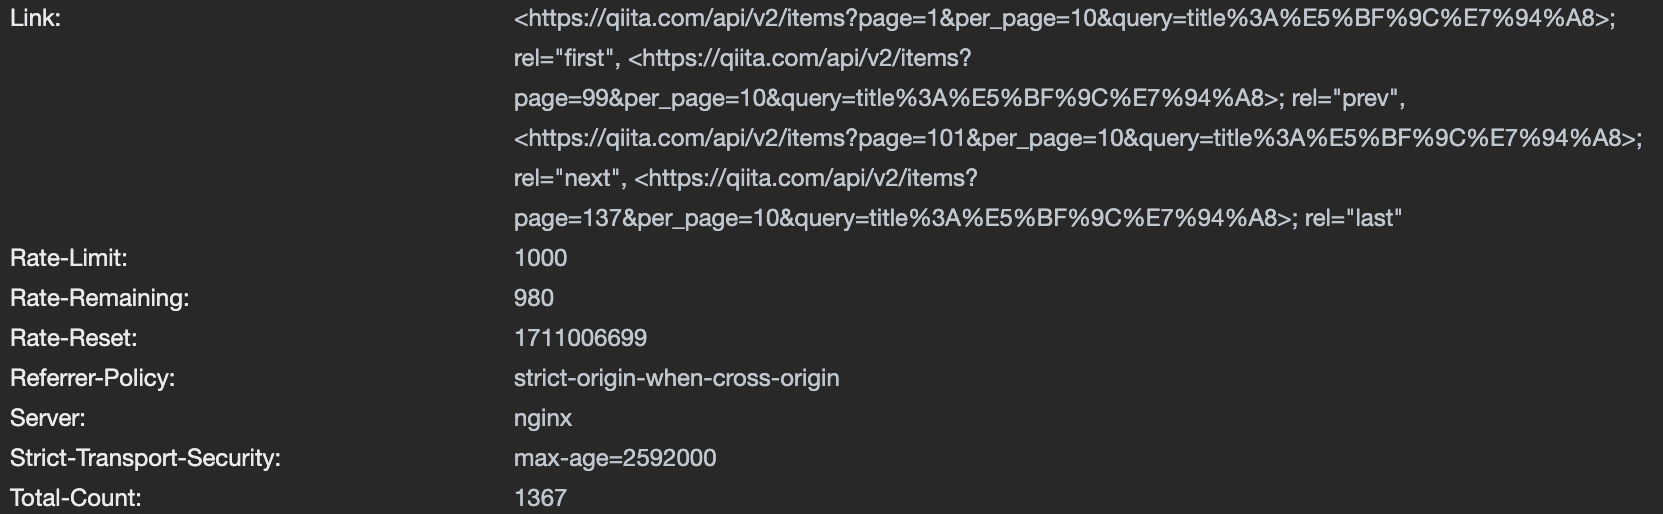 Link: <https://qiita.com/api/v2/items?page=1&per_page=10&query=title%3A%E5%BF%9C%E7%94%A8>;
rel="first", <https://qiita.com/api/v2/items?
page=99&per_page=10&query=title%3A%E5%BF%9C%E7%94%A8>; rel="prev",
<https://qiita.com/api/v2/items?page=101&per_page=10&query=title%3A%E5%BF%9C%E7%94%A8>;
rel="next", <https://qiita.com/api/v2/items?
page=137&per_page=10&query=title%3A%E5%BF%9C%E7%94%A8>; rel="last"
Rate-Limit: 1000
Rate-Remaining: 980
Rate-Reset: 1711006699
Referrer-Policy: strict-origin-when-cross-origin
Server: nginx
Strict-Transport-Security: max-age=2592000
Total-Count: 1367